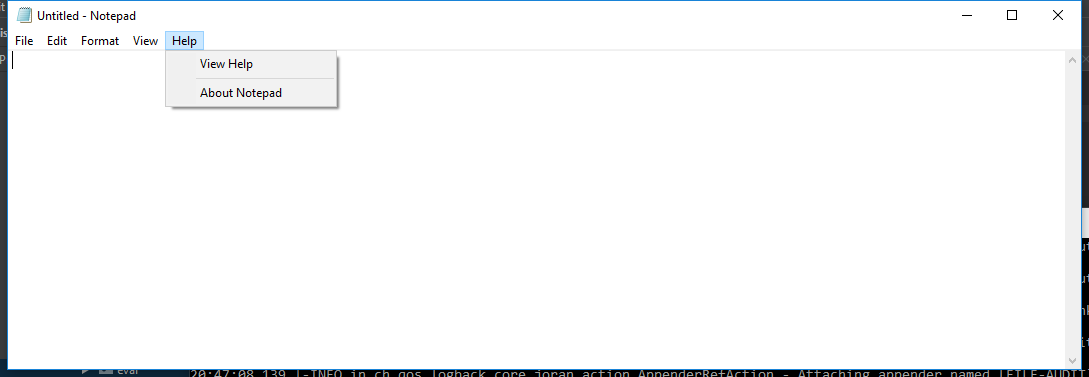 Untitled - Notepad
File Edit Format View Help
View Help
About Notepad
eval
20:47:08,139 |-INFO in ch.qos.logback.core.joran.action.AppenderRefAction - Attaching appender named [FILE-AUDIT